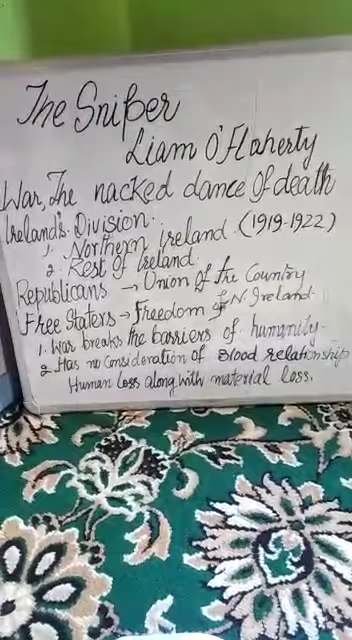 The Sniper
Liam O'Flaherty
War, The nacked dance of death
Ireland's Division.
1. Northern ireland (1919-1922)
2. Rest of Ireland.
Republicans → Union of the Country
Free Staters → Freedom of N. Ireland
1. War breaks the barriers of humanity.
2. Has no consideration of Blood relationship
Human loss along with material loss.